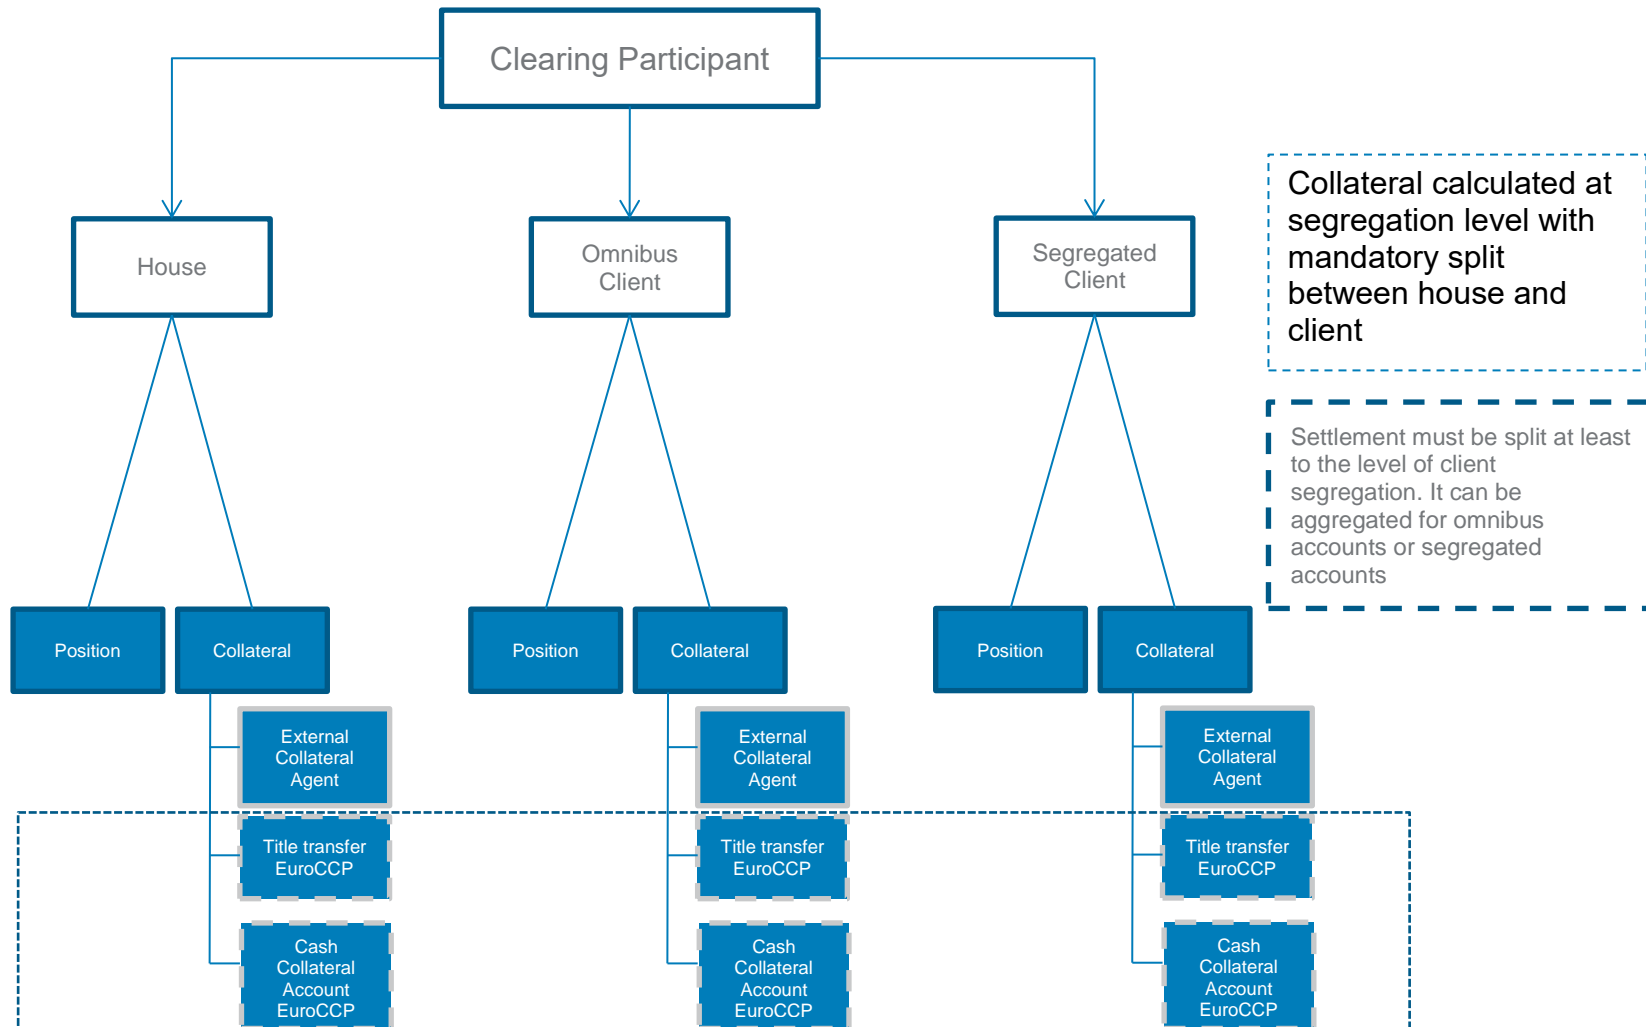 Clearing Participant
House
Omnibus
Client
Segregated
Client
Collateral calculated at
segregation level with
mandatory split
between house and
client
Settlement must be split at least
to the level of client
segregation. It can be
aggregated for omnibus
accounts or segregated
accounts
Position
Collateral
Position
Collateral
Position
Collateral
External
Collateral
Agent
External
Collateral
Agent
External
Collateral
Agent
Title transfer
EuroCCP
Title transfer
EuroCCP
Title transfer
EuroCCP
Cash
Collateral
Account
EuroCCP
Cash
Collateral
Account
EuroCCP
Cash
Collateral
Account
EuroCCP